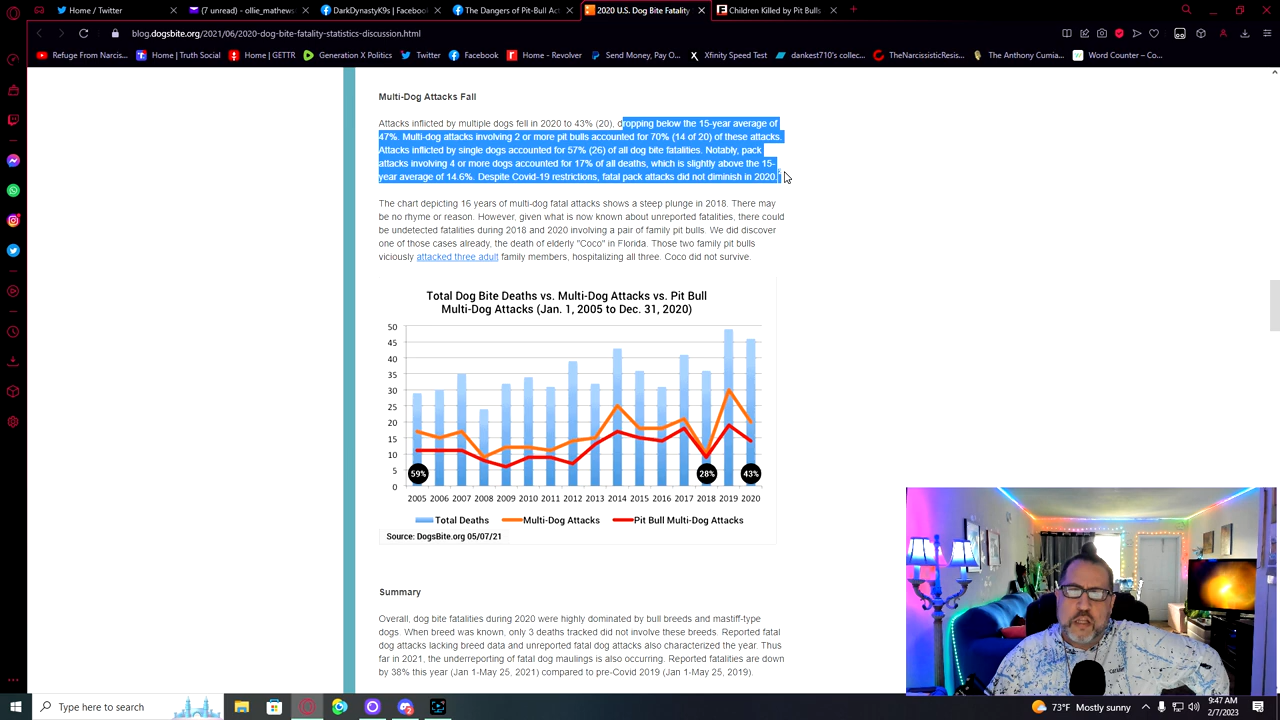 Home / Twitter
(7 unread) - ollie_mathews
DarkDynastyK9s | Facebo
The Dangers of Pit-Bull Act
2020 U.S. Dog Bite Fatality
Children Killed by Pit Bulls
blog.dogsbite.org/2021/06/2020-dog-bite-fatality-statistics-discussion.html
Refuge From Narcis...
Home | Truth Social
Home | GETTR
Generation X Politics
Twitter
Facebook
Home - Revolver
Send Money, Pay O...
Xfinity Speed Test
dankest710's collec...
TheNarcissisticResis...
The Anthony Cumia...
Word Counter – Co...
Multi-Dog Attacks Fall
Attacks inflicted by multiple dogs fell in 2020 to 43% (20), dropping below the 15-year average of
47%. Multi-dog attacks involving 2 or more pit bulls accounted for 70% (14 of 20) of these attacks.
Attacks inflicted by single dogs accounted for 57% (26) of all dog bite fatalities. Notably, pack
attacks involving 4 or more dogs accounted for 17% of all deaths, which is slightly above the 15-
year average of 14.6%. Despite Covid-19 restrictions, fatal pack attacks did not diminish in 2020.
The chart depicting 16 years of multi-dog fatal attacks shows a steep plunge in 2018. There may
be no rhyme or reason. However, given what is now known about unreported fatalities, there could
be undetected fatalities during 2018 and 2020 involving a pair of family pit bulls. We did discover
one of those cases already, the death of elderly "Coco" in Florida. Those two family pit bulls
viciously attacked three adult family members, hospitalizing all three. Coco did not survive.
Total Dog Bite Deaths vs. Multi-Dog Attacks vs. Pit Bull
Multi-Dog Attacks (Jan. 1, 2005 to Dec. 31, 2020)
50
45
40
35
30
25
20
15
10
5
0
59%
28%
43%
2005 2006 2007 2008 2009 2010 2011 2012 2013 2014 2015 2016 2017 2018 2019 2020
Total Deaths Multi-Dog Attacks Pit Bull Multi-Dog Attacks
Source: DogsBite.org 05/07/21
Summary
Overall, dog bite fatalities during 2020 were highly dominated by bull breeds and mastiff-type
dogs. When breed was known, only 3 deaths tracked did not involve these breeds. Reported fatal
dog attacks lacking breed data and unreported fatal dog attacks also characterized the year. Thus
far in 2021, the underreporting of fatal dog maulings is also occurring. Reported fatalities are down
by 38% this year (Jan 1-May 25, 2021) compared to pre-Covid 2019 (Jan 1-May 25, 2019).
Type here to search
73°F Mostly sunny
9:47 AM
2/7/2023